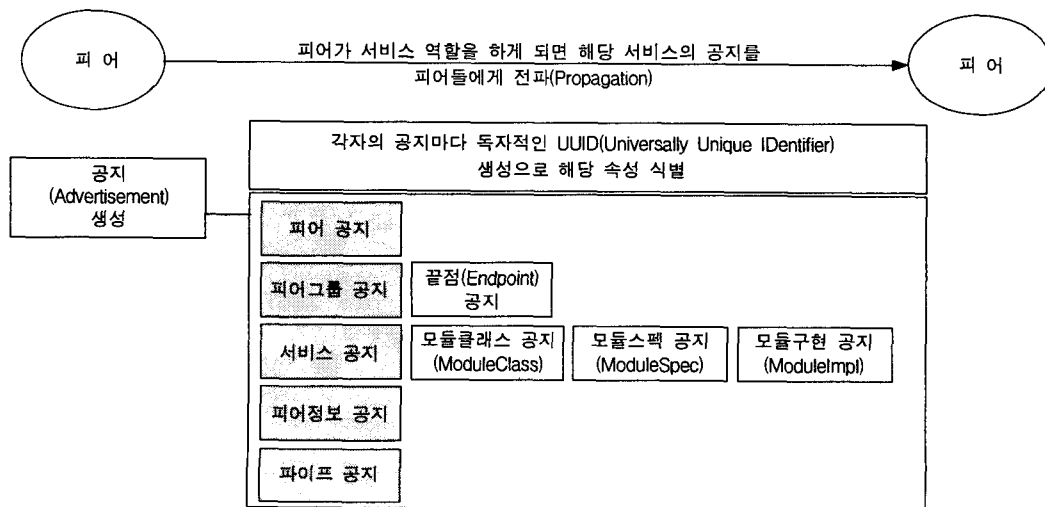 피 어
피어가 서비스 역할을 하게 되면 해당 서비스의 공지를
피어들에게 전파(Propagation)
피 어
각자의 공지마다 독자적인 UUID(Universally Unique IDentifier)
생성으로 해당 속성 식별
공지
(Advertisement)
생성
피어 공지
피어그룹 공지
끝점(Endpoint)
공지
서비스 공지
모듈클래스 공지
(ModuleClass)
모듈스펙 공지
(ModuleSpec)
모듈구현 공지
(ModuleImpl)
피어정보 공지
파이프 공지